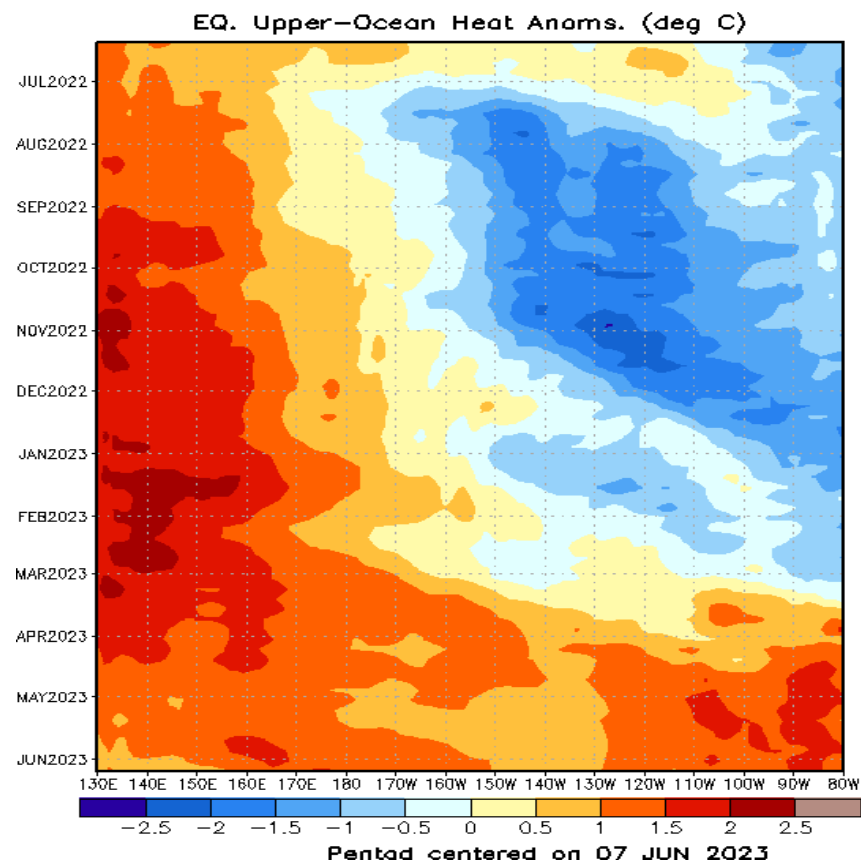 EQ. Upper-Ocean Heat Anoms. (deg C)
JUL2022
AUG2022
SEP2022
OCT2022
NOV2022
DEC2022
JAN2023
FEB2023
MAR2023
APR2023
MAY2023
JUN2023
130E 140E 150E 160E 170E 180 170W 160W 150W 140W 130W 120W 110W 100W 90W 80W
-2.5 -2 -1.5 -1 -0.5 0 0.5 1 1.5 2 2.5
Pentad centered on 07 JUN 2023